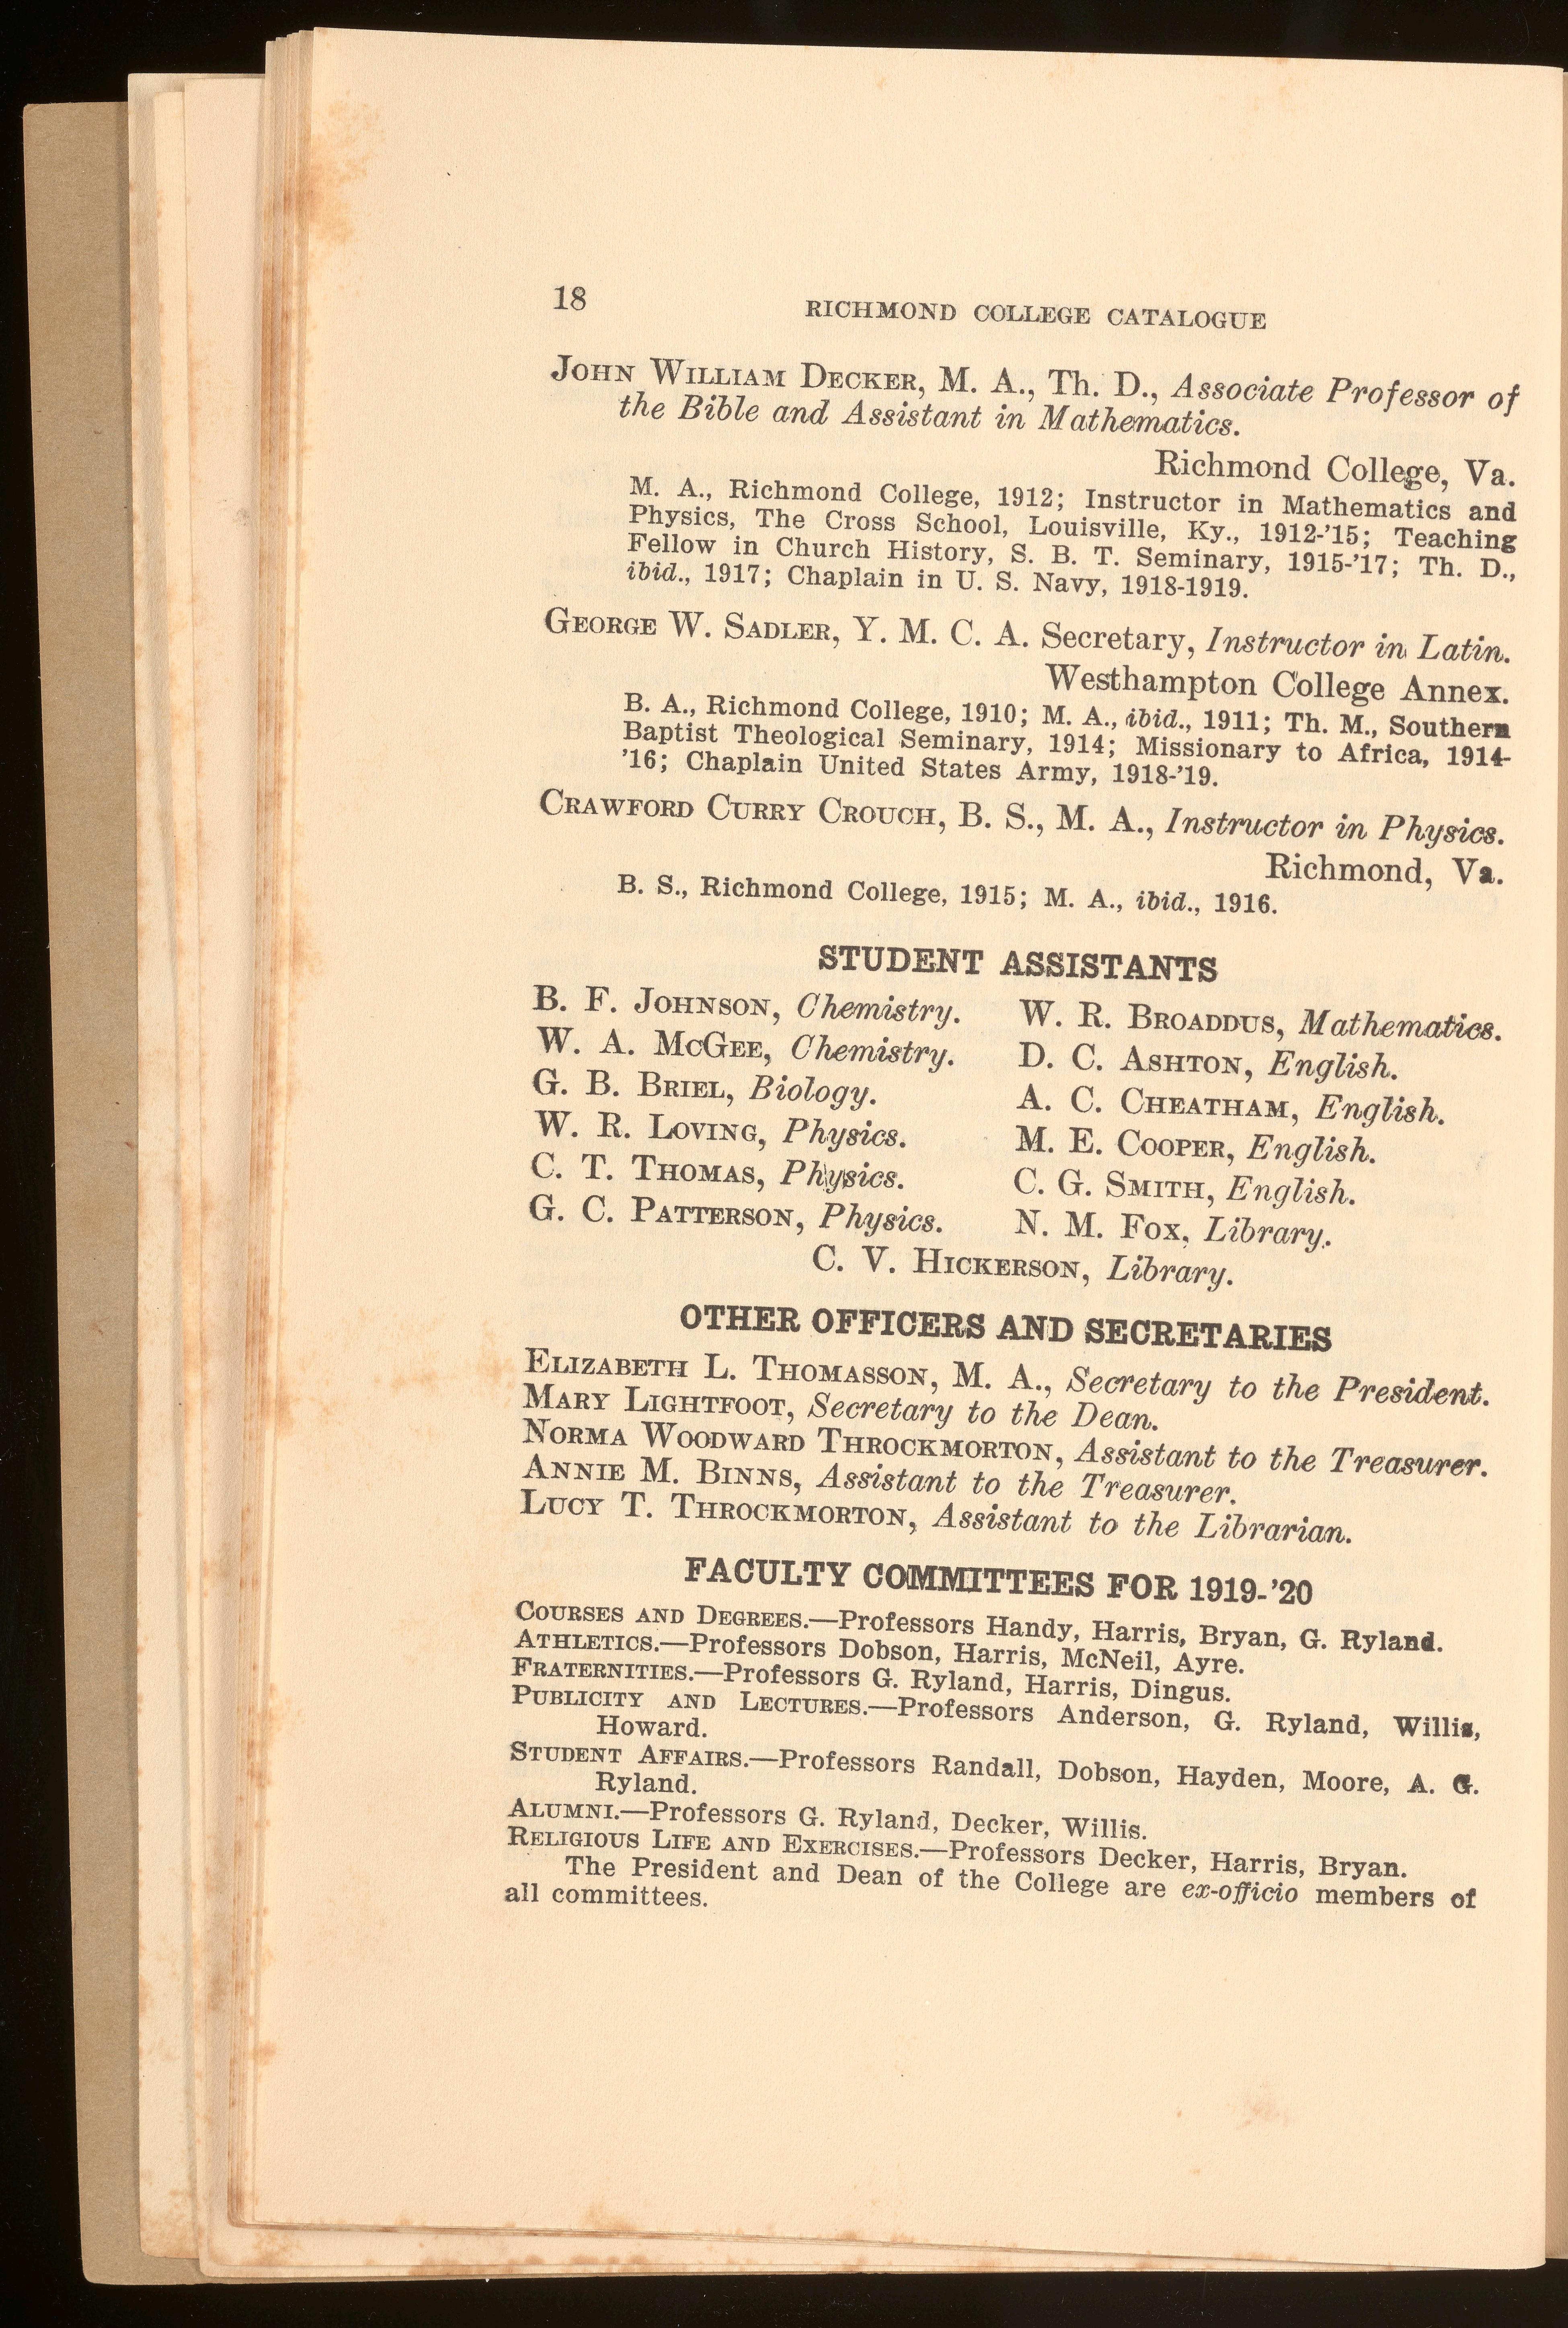 18
RICHMOND COLLEGE CATALOGUE
JOHN WILLIAM DECKER, M. A., Th. D., Associate Professor of
the Bible and Assistant in Mathematics.
Richmond College, Va.
M. A., Richmond College, 1912; Instructor in Mathematics and
Physics, The Cross School, Louisville, Ky., 1912-'15; Teaching
Fellow in Church History, S. B. T. Seminary, 1915-'17; Th. D.,
ibid., 1917; Chaplain in U. S. Navy, 1918-1919.
GEORGE W. SADLER, Y. M. C. A. Secretary, Instructor in Latin.
Westhampton College Annex.
B. A., Richmond College, 1910; M. A., ibid., 1911; Th. M., Southern
Baptist Theological Seminary, 1914; Missionary to Africa, 1914-
'16; Chaplain United States Army, 1918-'19.
CRAWFORD CURRY CROUCH, B. S., M. A., Instructor in Physics.
Richmond, Va.
B. S., Richmond College, 1915; M. A., ibid., 1916.
STUDENT ASSISTANTS
B. F. JOHNSON, Chemistry.
W. A. McGEE, Chemistry.
G. B. BRIEL, Biology.
W. R. LOVING, Physics.
C. T. THOMAS, Physics.
G. C. PATTERSON, Physics.
W. R. BROADDUS, Mathematics.
D. C. ASHTON, English.
A. C. CHEATHAM, English.
M. E. COOPER, English.
C. G. SMITH, English.
N. M. FOX, Library.
C. V. HICKERSON, Library.
OTHER OFFICERS AND SECRETARIES
ELIZABETH L. THOMASSON, M. A., Secretary to the President.
MARY LIGHTFOOT, Secretary to the Dean.
NORMA WOODWARD THROCKMORTON, Assistant to the Treasurer.
ANNIE M. BINNS, Assistant to the Treasurer.
LUCY T. THROCKMORTON, Assistant to the Librarian.
FACULTY COMMITTEES FOR 1919-'20
COURSES AND DEGREES.—Professors Handy, Harris, Bryan, G. Ryland.
ATHLETICS.—Professors Dobson, Harris, McNeil, Ayre.
FRATERNITIES.—Professors G. Ryland, Harris, Dingus.
PUBLICITY AND LECTURES.—Professors Anderson, G. Ryland, Willis,
Howard.
STUDENT AFFAIRS.—Professors Randall, Dobson, Hayden, Moore, A. G.
Ryland.
ALUMNI.—Professors G. Ryland, Decker, Willis.
RELIGIOUS LIFE AND EXERCISES.—Professors Decker, Harris, Bryan.
The President and Dean of the College are ex-officio members of
all committees.